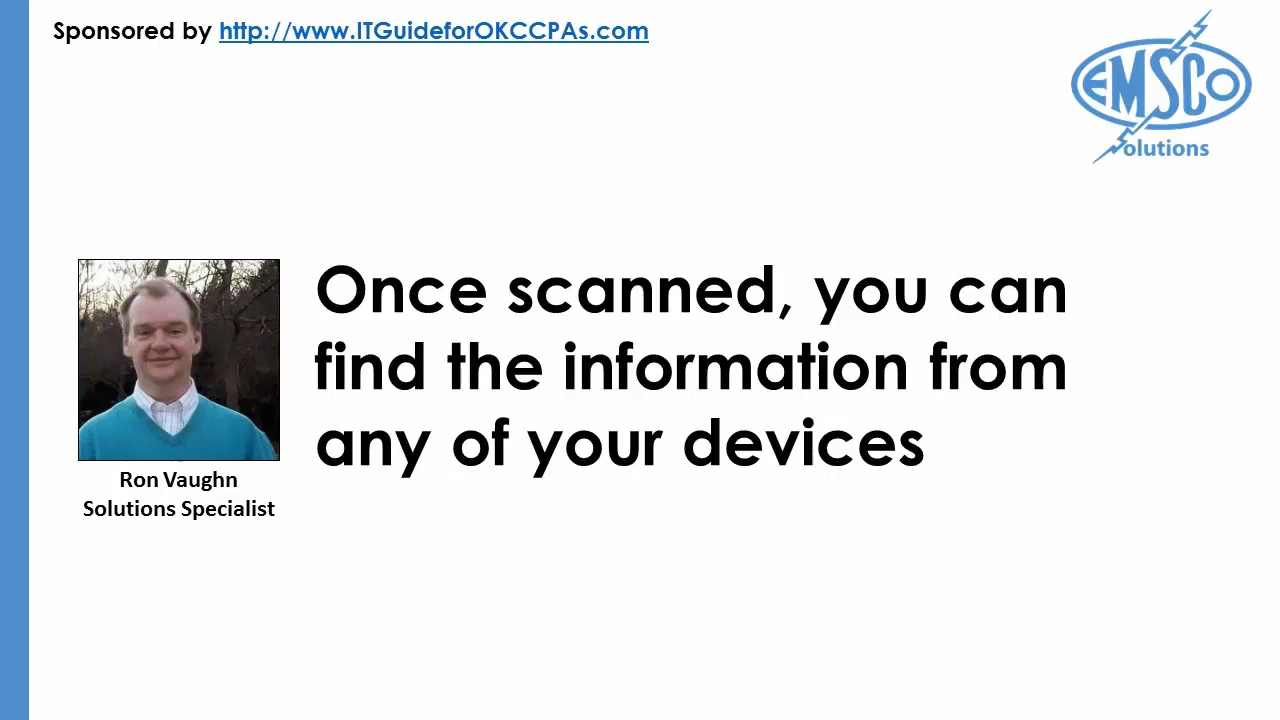 Sponsored by http://www.ITGuideforOKCCPAs.com
EMSCO
Solutions
Once scanned, you can
find the information from
any of your devices
Ron Vaughn
Solutions Specialist